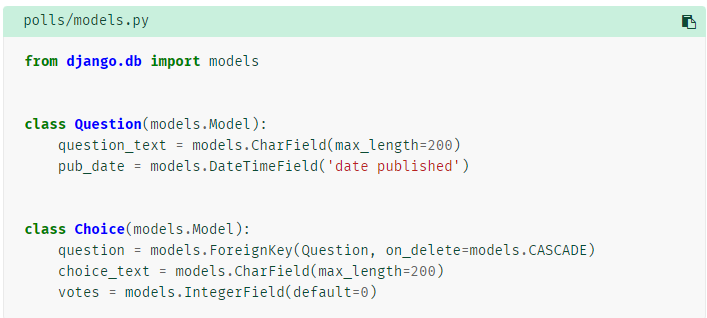 polls/models.py
from django.db import models
class Question(models.Model):
    question_text = models.CharField(max_length=200)
    pub_date = models.DateTimeField('date published')
class Choice(models.Model):
    question = models.ForeignKey(Question, on_delete=models.CASCADE)
    choice_text = models.CharField(max_length=200)
    votes = models.IntegerField(default=0)